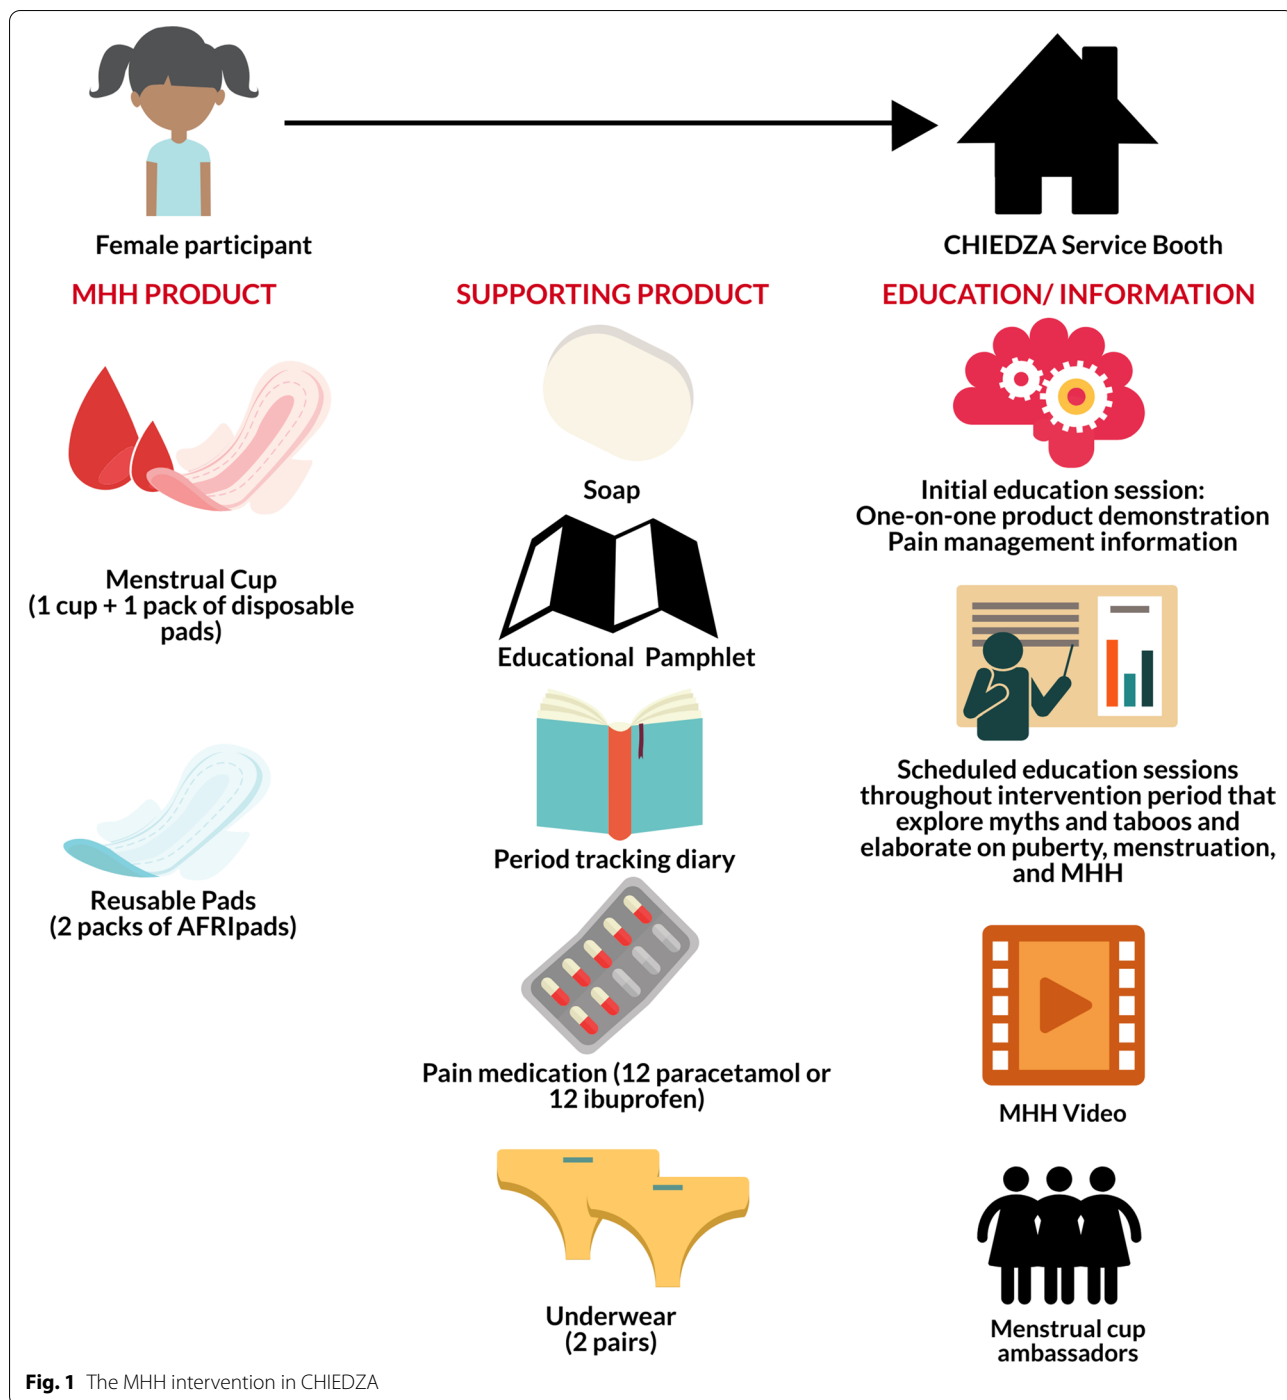 Female participant
CHIEDZA Service Booth
MHH PRODUCT
Menstrual Cup
(1 cup + 1 pack of disposable
pads)
Reusable Pads
(2 packs of AFRIpads)
SUPPORTING PRODUCT
Soap
Educational Pamphlet
Period tracking diary
Pain medication (12 paracetamol or
12 ibuprofen)
Underwear
(2 pairs)
EDUCATION/ INFORMATION
Initial education session:
One-on-one product demonstration
Pain management information
Scheduled education sessions
throughout intervention period that
explore myths and taboos and
elaborate on puberty, menstruation,
and MHH
MHH Video
Menstrual cup
ambassadors
Fig. 1 The MHH intervention in CHIEDZA